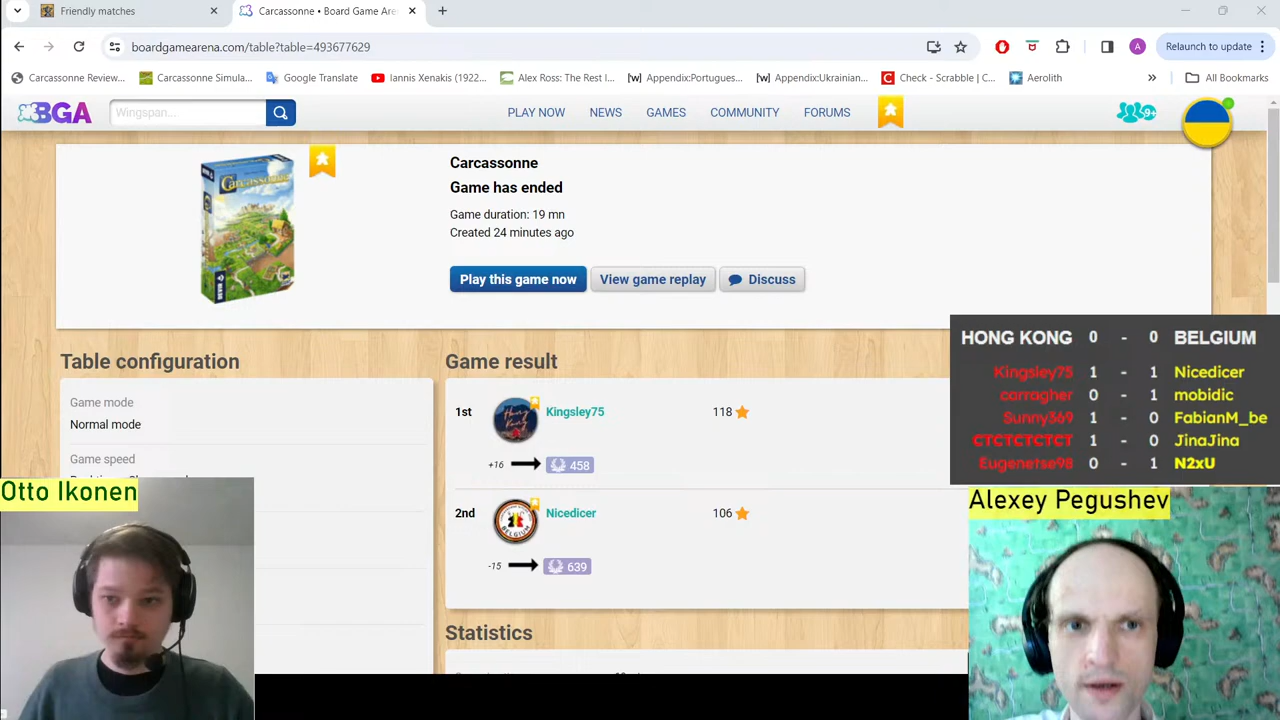 Friendly matches
Carcassonne • Board Game Are
boardgamearena.com/table?table=493677629
A
Relaunch to update
Carcassonne Review...
Carcassonne Simula...
Google Translate
Iannis Xenakis (1922...
Alex Ross: The Rest I...
[w] Appendix:Portugues...
[w] Appendix:Ukrainian...
C Check - Scrabble | C...
Aerolith
All Bookmarks
BGA
Wingspan...
PLAY NOW
NEWS
GAMES
COMMUNITY
FORUMS
9+
Carcassonne
Carcassonne
Game has ended
Game duration: 19 mn
Created 24 minutes ago
Play this game now
View game replay
Discuss
Table configuration
Game mode
Normal mode
Game speed
Game result
1st Kingsley75 118
+16 458
2nd Nicedicer 106
-15 639
Statistics
HONG KONG 0 - 0 BELGIUM
Kingsley75 1 - 1 Nicedicer
carragher 0 - 1 mobidic
Sunny369 1 - 0 FabianM_be
CTCTCTCTCT 1 - 0 JinaJina
Eugenetse98 0 - 1 N2xU
Otto Ikonen
Alexey Pegushev